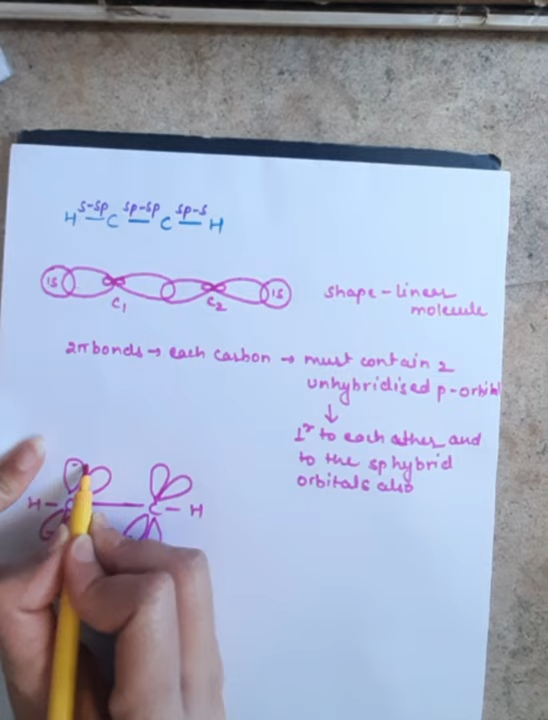 s-sp sp-sp sp-s
H — C — C — H
1s 1s
C1 C2
shape - linear
molecule
2π bonds → each carbon → must contain 2
unhybridised p-orbital
↓
⊥r to each other and
to the sp hybrid
orbitals also
H - C — C - H